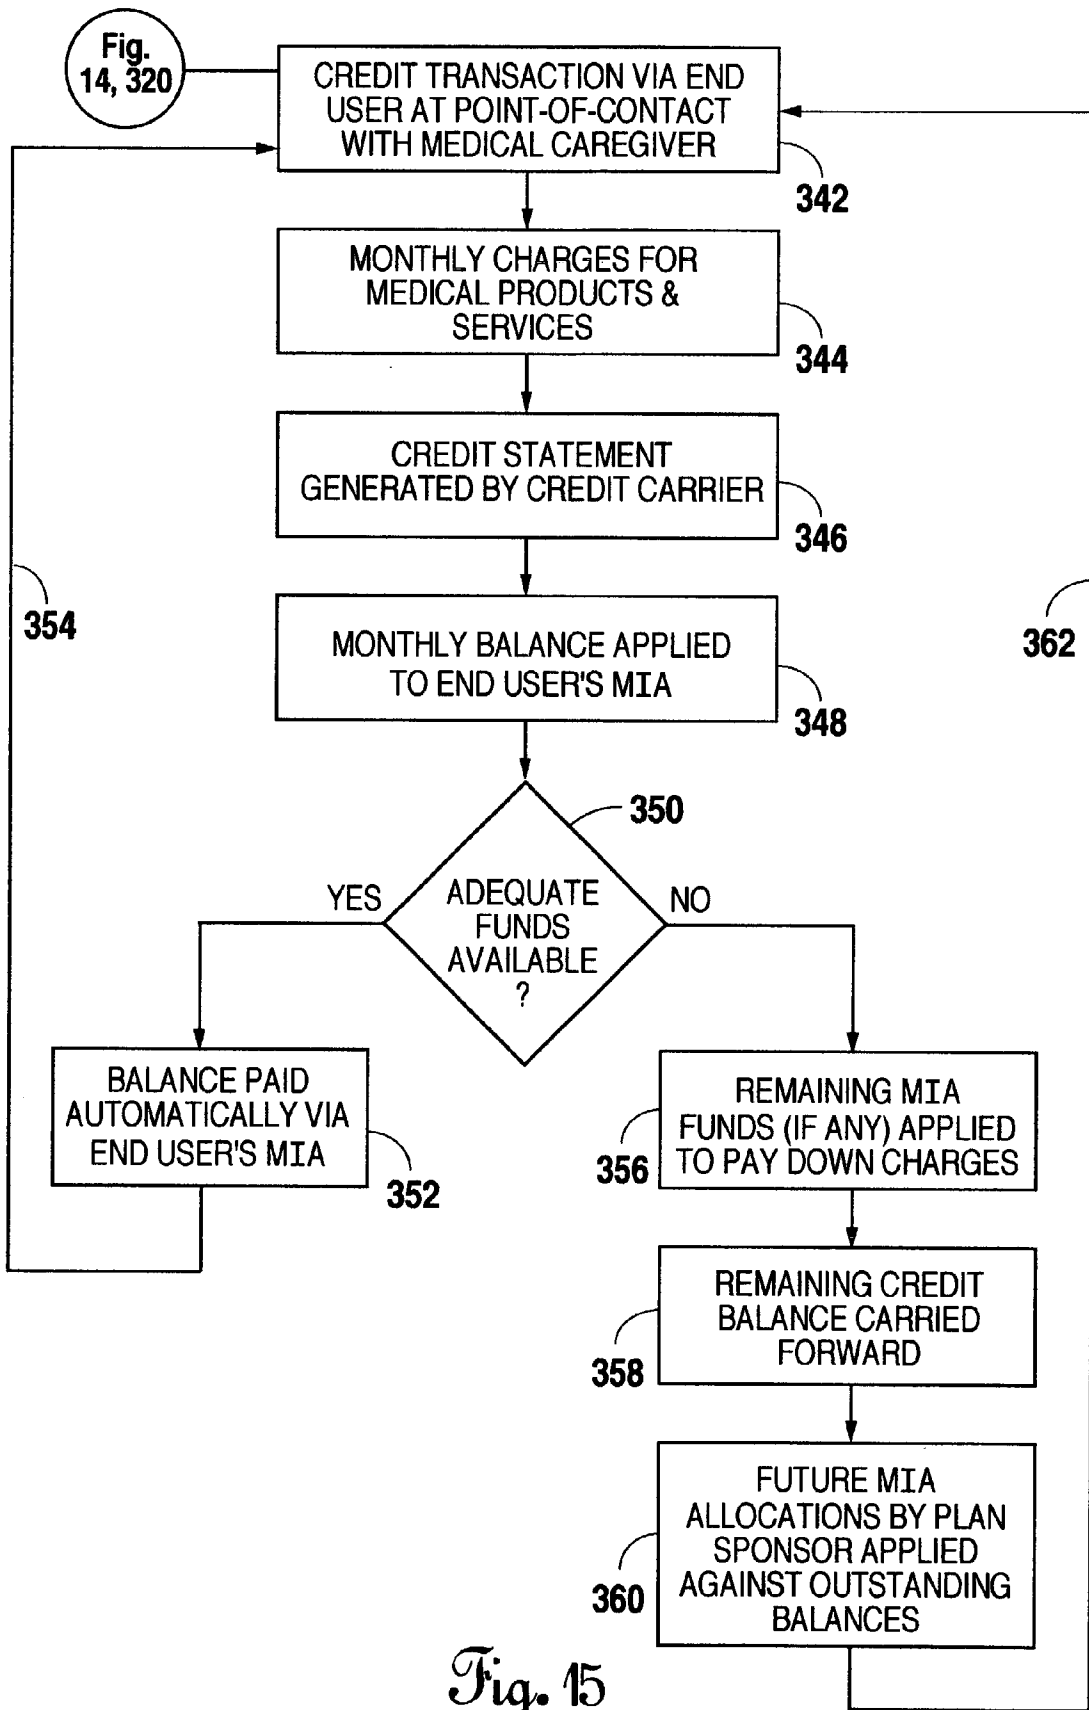 Fig.
14, 320
CREDIT TRANSACTION VIA END
USER AT POINT-OF-CONTACT
WITH MEDICAL CAREGIVER
342
MONTHLY CHARGES FOR
MEDICAL PRODUCTS &
SERVICES
344
CREDIT STATEMENT
GENERATED BY CREDIT CARRIER
346
354
362
MONTHLY BALANCE APPLIED
TO END USER'S MIA
348
350
ADEQUATE
FUNDS
AVAILABLE
?
YES
NO
BALANCE PAID
AUTOMATICALLY VIA
END USER'S MIA
352
REMAINING MIA
FUNDS (IF ANY) APPLIED
TO PAY DOWN CHARGES
356
REMAINING CREDIT
BALANCE CARRIED
FORWARD
358
FUTURE MIA
ALLOCATIONS BY PLAN
SPONSOR APPLIED
AGAINST OUTSTANDING
BALANCES
360
Fig. 15